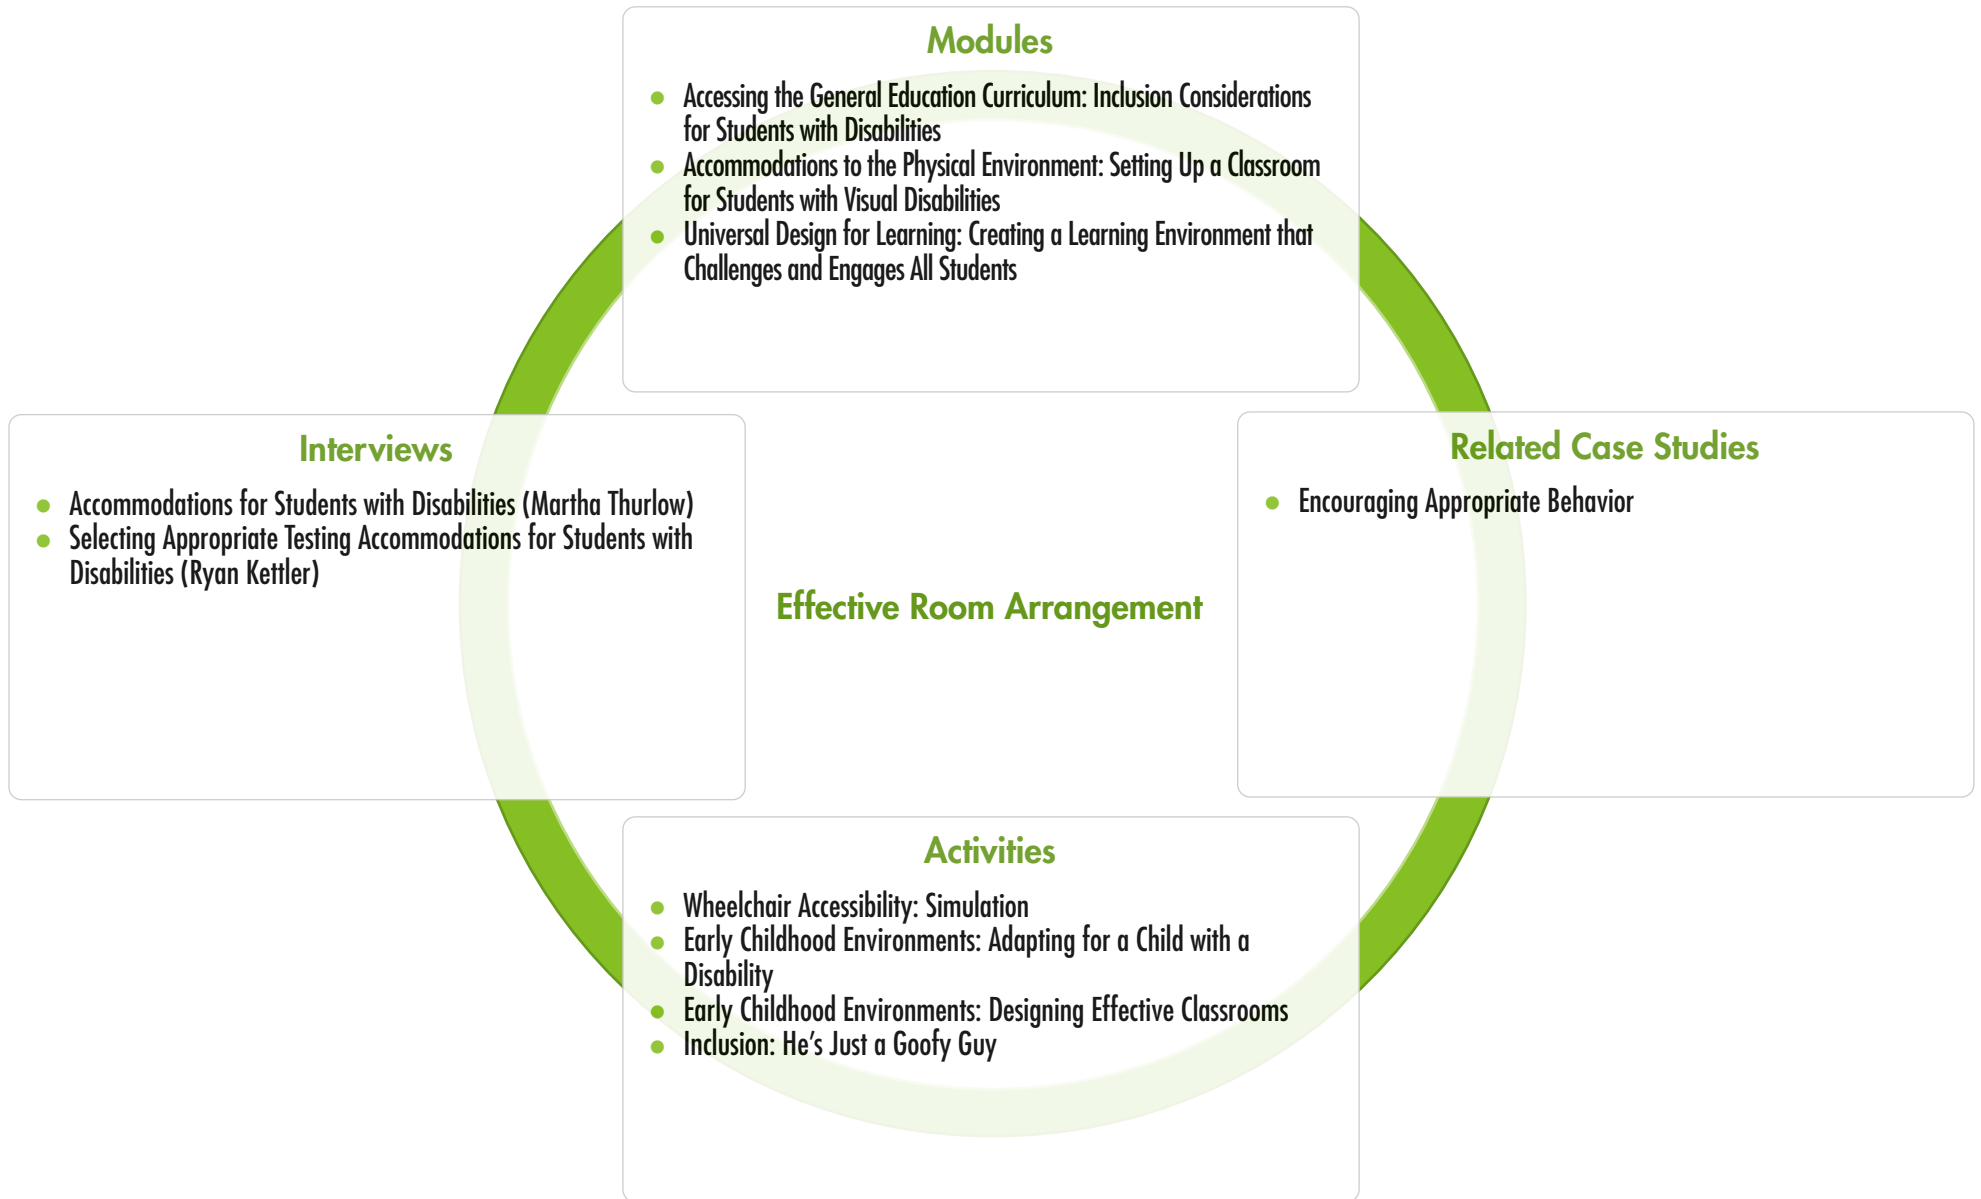 Modules
Accessing the General Education Curriculum: Inclusion Considerations
for Students with Disabilities
Accommodations to the Physical Environment: Setting Up a Classroom
for Students with Visual Disabilities
Universal Design for Learning: Creating a Learning Environment that
Challenges and Engages All Students
Interviews
Accommodations for Students with Disabilities (Martha Thurlow)
Selecting Appropriate Testing Accommodations for Students with
Disabilities (Ryan Kettler)
Effective Room Arrangement
Related Case Studies
Encouraging Appropriate Behavior
Activities
Wheelchair Accessibility: Simulation
Early Childhood Environments: Adapting for a Child with a
Disability
Early Childhood Environments: Designing Effective Classrooms
Inclusion: He’s Just a Goofy Guy